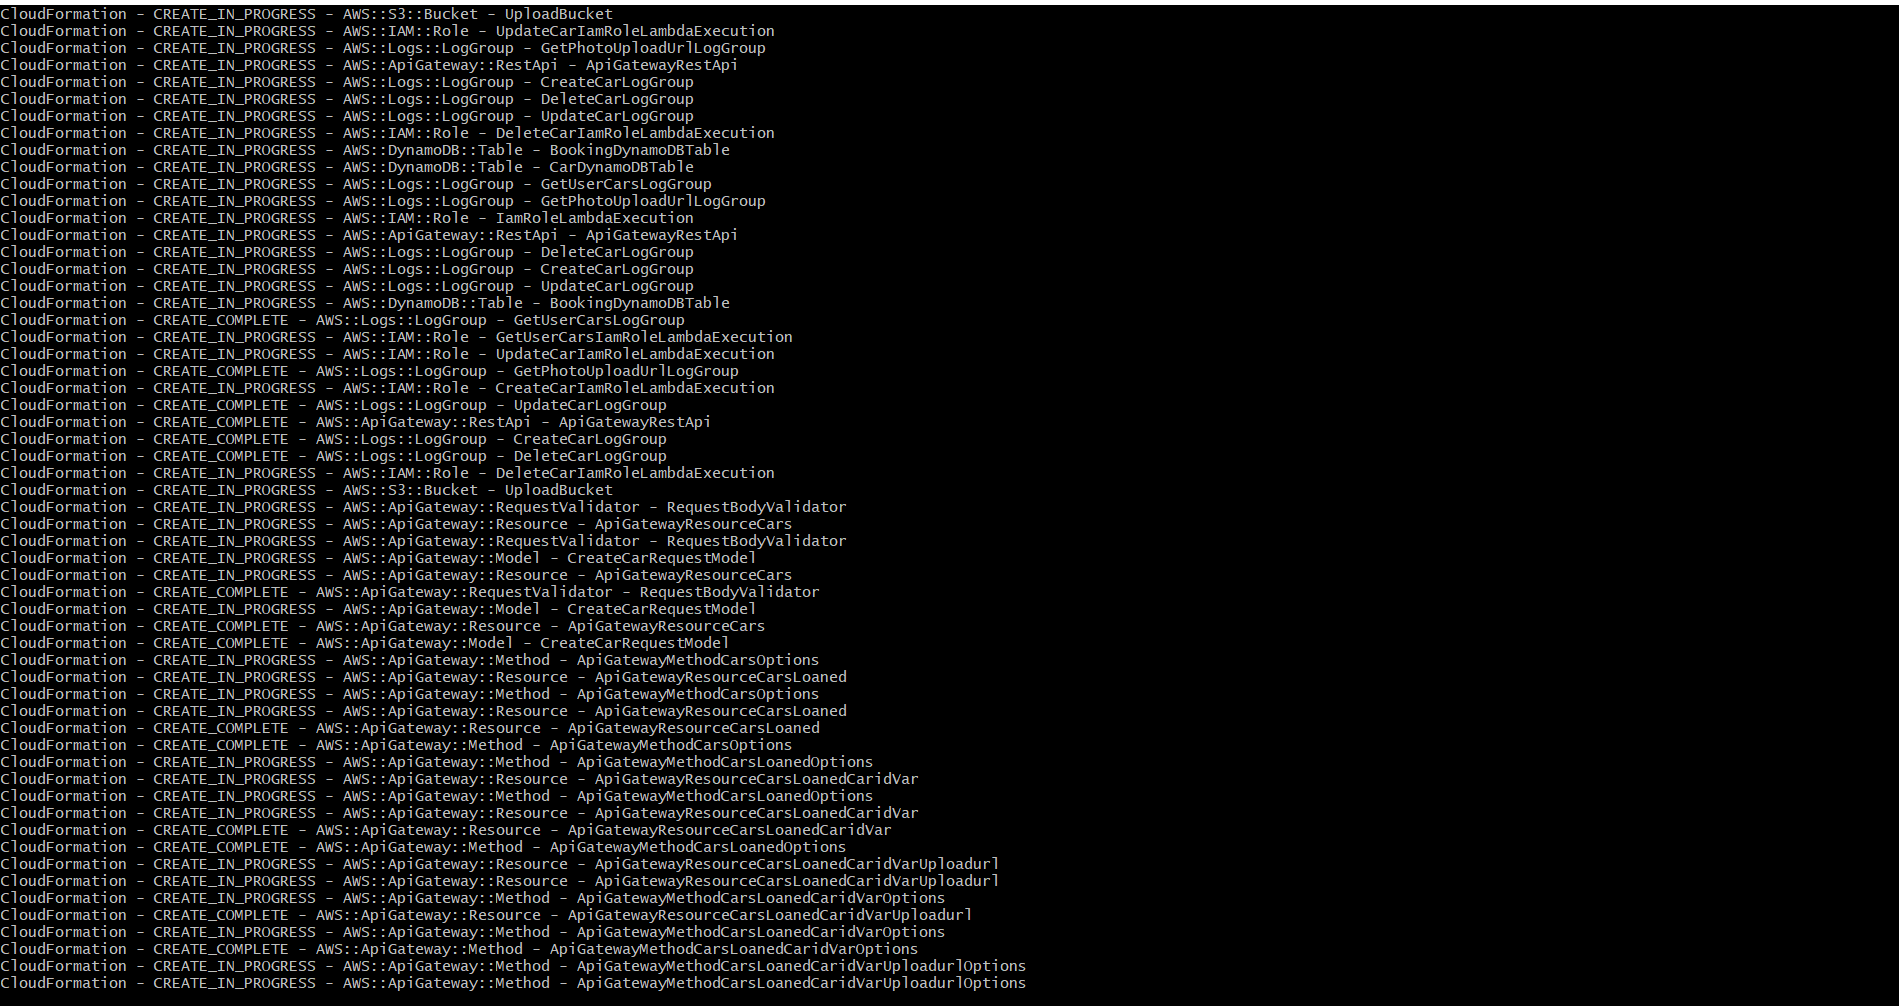 CloudFormation - CREATE_IN_PROGRESS - AWS::S3::Bucket - UploadBucket
CloudFormation - CREATE_IN_PROGRESS - AWS::IAM::Role - UpdateCarIamRoleLambdaExecution
CloudFormation - CREATE_IN_PROGRESS - AWS::Logs::LogGroup - GetPhotoUploadUrlLogGroup
CloudFormation - CREATE_IN_PROGRESS - AWS::ApiGateway::RestApi - ApiGatewayRestApi
CloudFormation - CREATE_IN_PROGRESS - AWS::Logs::LogGroup - CreateCarLogGroup
CloudFormation - CREATE_IN_PROGRESS - AWS::Logs::LogGroup - DeleteCarLogGroup
CloudFormation - CREATE_IN_PROGRESS - AWS::Logs::LogGroup - UpdateCarLogGroup
CloudFormation - CREATE_IN_PROGRESS - AWS::IAM::Role - DeleteCarIamRoleLambdaExecution
CloudFormation - CREATE_IN_PROGRESS - AWS::DynamoDB::Table - BookingDynamoDBTable
CloudFormation - CREATE_IN_PROGRESS - AWS::DynamoDB::Table - CarDynamoDBTable
CloudFormation - CREATE_IN_PROGRESS - AWS::Logs::LogGroup - GetUserCarsLogGroup
CloudFormation - CREATE_IN_PROGRESS - AWS::Logs::LogGroup - GetPhotoUploadUrlLogGroup
CloudFormation - CREATE_IN_PROGRESS - AWS::IAM::Role - IamRoleLambdaExecution
CloudFormation - CREATE_IN_PROGRESS - AWS::ApiGateway::RestApi - ApiGatewayRestApi
CloudFormation - CREATE_IN_PROGRESS - AWS::Logs::LogGroup - DeleteCarLogGroup
CloudFormation - CREATE_IN_PROGRESS - AWS::Logs::LogGroup - CreateCarLogGroup
CloudFormation - CREATE_IN_PROGRESS - AWS::Logs::LogGroup - UpdateCarLogGroup
CloudFormation - CREATE_IN_PROGRESS - AWS::DynamoDB::Table - BookingDynamoDBTable
CloudFormation - CREATE_COMPLETE - AWS::Logs::LogGroup - GetUserCarsLogGroup
CloudFormation - CREATE_IN_PROGRESS - AWS::IAM::Role - GetUserCarsIamRoleLambdaExecution
CloudFormation - CREATE_IN_PROGRESS - AWS::IAM::Role - UpdateCarIamRoleLambdaExecution
CloudFormation - CREATE_COMPLETE - AWS::Logs::LogGroup - GetPhotoUploadUrlLogGroup
CloudFormation - CREATE_IN_PROGRESS - AWS::IAM::Role - CreateCarIamRoleLambdaExecution
CloudFormation - CREATE_COMPLETE - AWS::Logs::LogGroup - UpdateCarLogGroup
CloudFormation - CREATE_COMPLETE - AWS::ApiGateway::RestApi - ApiGatewayRestApi
CloudFormation - CREATE_COMPLETE - AWS::Logs::LogGroup - CreateCarLogGroup
CloudFormation - CREATE_COMPLETE - AWS::Logs::LogGroup - DeleteCarLogGroup
CloudFormation - CREATE_IN_PROGRESS - AWS::IAM::Role - DeleteCarIamRoleLambdaExecution
CloudFormation - CREATE_IN_PROGRESS - AWS::S3::Bucket - UploadBucket
CloudFormation - CREATE_IN_PROGRESS - AWS::ApiGateway::RequestValidator - RequestBodyValidator
CloudFormation - CREATE_IN_PROGRESS - AWS::ApiGateway::Resource - ApiGatewayResourceCars
CloudFormation - CREATE_IN_PROGRESS - AWS::ApiGateway::RequestValidator - RequestBodyValidator
CloudFormation - CREATE_IN_PROGRESS - AWS::ApiGateway::Model - CreateCarRequestModel
CloudFormation - CREATE_IN_PROGRESS - AWS::ApiGateway::Resource - ApiGatewayResourceCars
CloudFormation - CREATE_COMPLETE - AWS::ApiGateway::RequestValidator - RequestBodyValidator
CloudFormation - CREATE_IN_PROGRESS - AWS::ApiGateway::Model - CreateCarRequestModel
CloudFormation - CREATE_COMPLETE - AWS::ApiGateway::Resource - ApiGatewayResourceCars
CloudFormation - CREATE_COMPLETE - AWS::ApiGateway::Model - CreateCarRequestModel
CloudFormation - CREATE_IN_PROGRESS - AWS::ApiGateway::Method - ApiGatewayMethodCarsOptions
CloudFormation - CREATE_IN_PROGRESS - AWS::ApiGateway::Resource - ApiGatewayResourceCarsLoaned
CloudFormation - CREATE_IN_PROGRESS - AWS::ApiGateway::Method - ApiGatewayMethodCarsOptions
CloudFormation - CREATE_IN_PROGRESS - AWS::ApiGateway::Resource - ApiGatewayResourceCarsLoaned
CloudFormation - CREATE_COMPLETE - AWS::ApiGateway::Resource - ApiGatewayResourceCarsLoaned
CloudFormation - CREATE_COMPLETE - AWS::ApiGateway::Method - ApiGatewayMethodCarsOptions
CloudFormation - CREATE_IN_PROGRESS - AWS::ApiGateway::Method - ApiGatewayMethodCarsLoanedOptions
CloudFormation - CREATE_IN_PROGRESS - AWS::ApiGateway::Resource - ApiGatewayResourceCarsLoanedCaridVar
CloudFormation - CREATE_IN_PROGRESS - AWS::ApiGateway::Method - ApiGatewayMethodCarsLoanedOptions
CloudFormation - CREATE_IN_PROGRESS - AWS::ApiGateway::Resource - ApiGatewayResourceCarsLoanedCaridVar
CloudFormation - CREATE_COMPLETE - AWS::ApiGateway::Resource - ApiGatewayResourceCarsLoanedCaridVar
CloudFormation - CREATE_COMPLETE - AWS::ApiGateway::Method - ApiGatewayMethodCarsLoanedOptions
CloudFormation - CREATE_IN_PROGRESS - AWS::ApiGateway::Resource - ApiGatewayResourceCarsLoanedCaridVarUploadurl
CloudFormation - CREATE_IN_PROGRESS - AWS::ApiGateway::Resource - ApiGatewayResourceCarsLoanedCaridVarUploadurl
CloudFormation - CREATE_IN_PROGRESS - AWS::ApiGateway::Method - ApiGatewayMethodCarsLoanedCaridVarOptions
CloudFormation - CREATE_COMPLETE - AWS::ApiGateway::Resource - ApiGatewayResourceCarsLoanedCaridVarUploadurl
CloudFormation - CREATE_IN_PROGRESS - AWS::ApiGateway::Method - ApiGatewayMethodCarsLoanedCaridVarOptions
CloudFormation - CREATE_COMPLETE - AWS::ApiGateway::Method - ApiGatewayMethodCarsLoanedCaridVarOptions
CloudFormation - CREATE_IN_PROGRESS - AWS::ApiGateway::Method - ApiGatewayMethodCarsLoanedCaridVarUploadurlOptions
CloudFormation - CREATE_IN_PROGRESS - AWS::ApiGateway::Method - ApiGatewayMethodCarsLoanedCaridVarUploadurlOptions